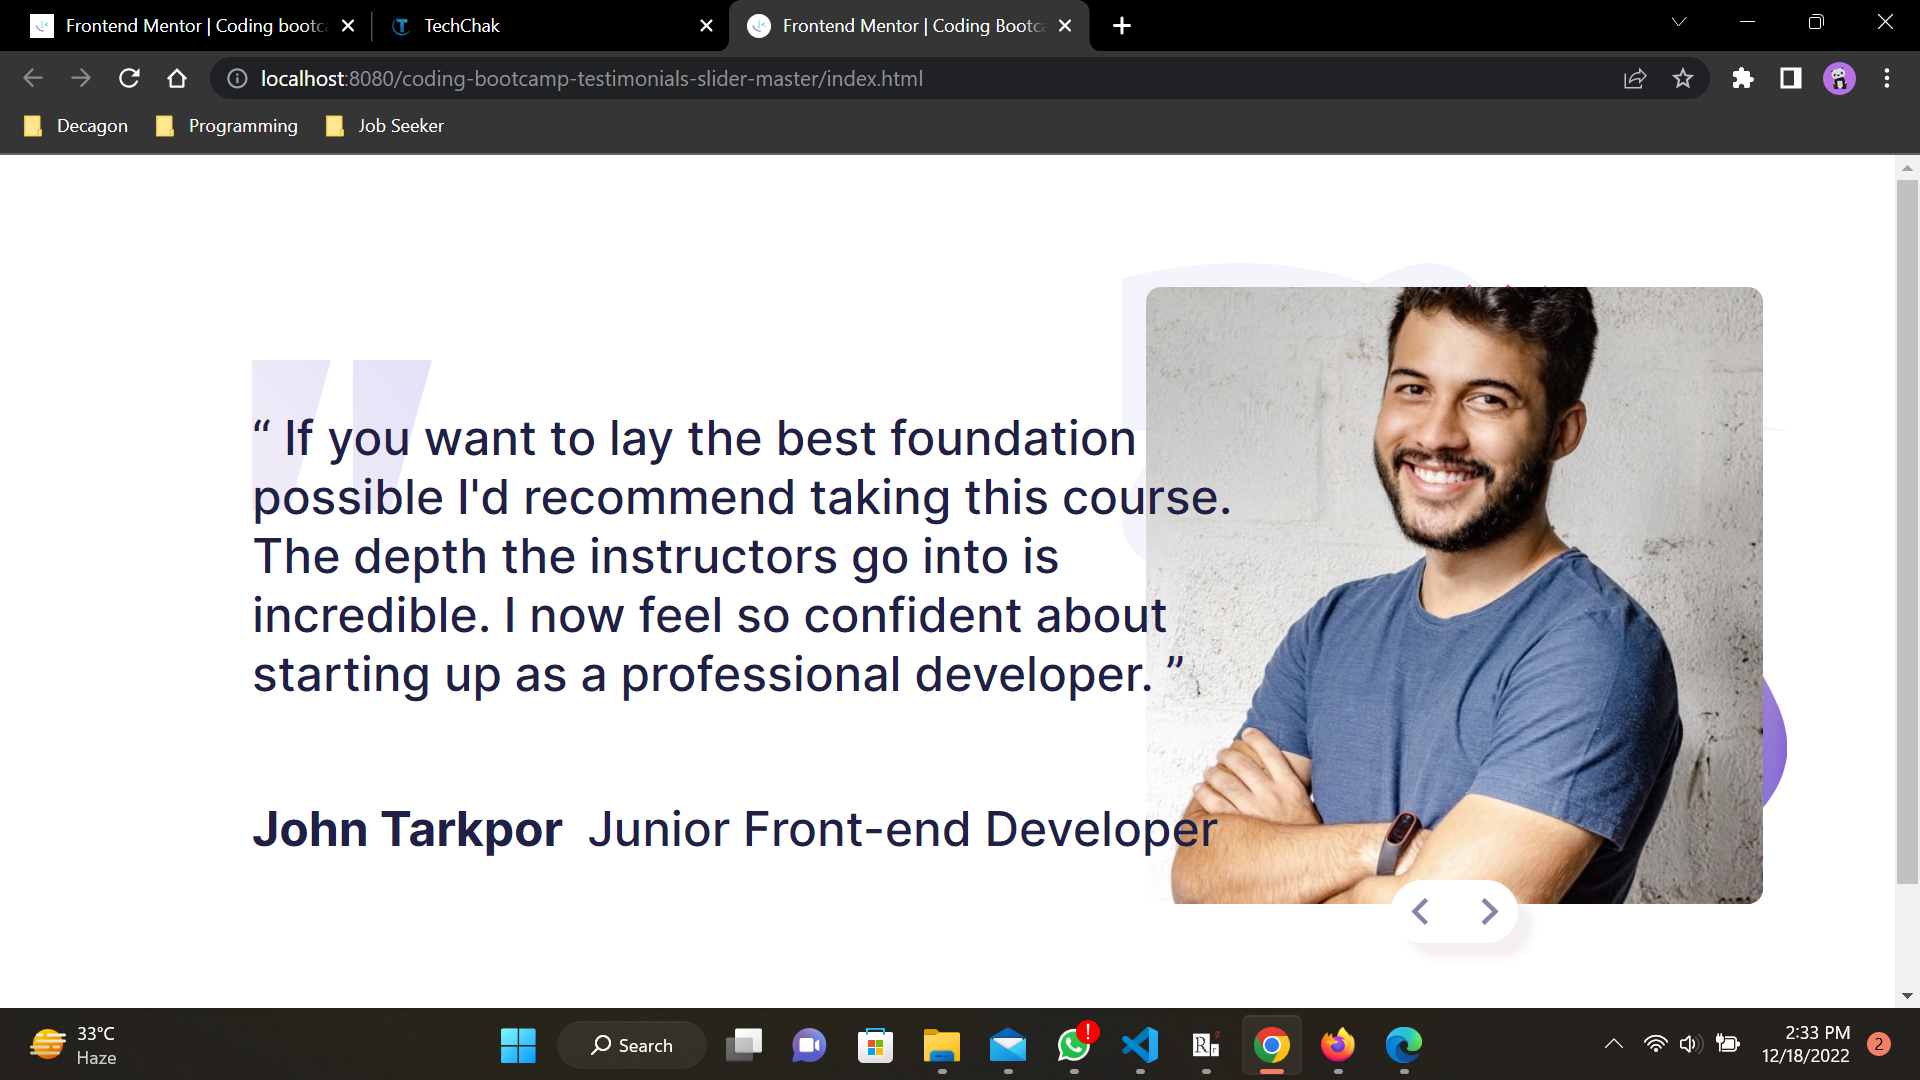 Frontend Mentor | Coding bootca
TechChak
Frontend Mentor | Coding Bootca
localhost:8080/coding-bootcamp-testimonials-slider-master/index.html
Decagon
Programming
Job Seeker
“ If you want to lay the best foundation
possible I'd recommend taking this course.
The depth the instructors go into is
incredible. I now feel so confident about
starting up as a professional developer. ”
John Tarkpor Junior Front-end Developer
33°C
Haze
Search
2:33 PM
12/18/2022
2